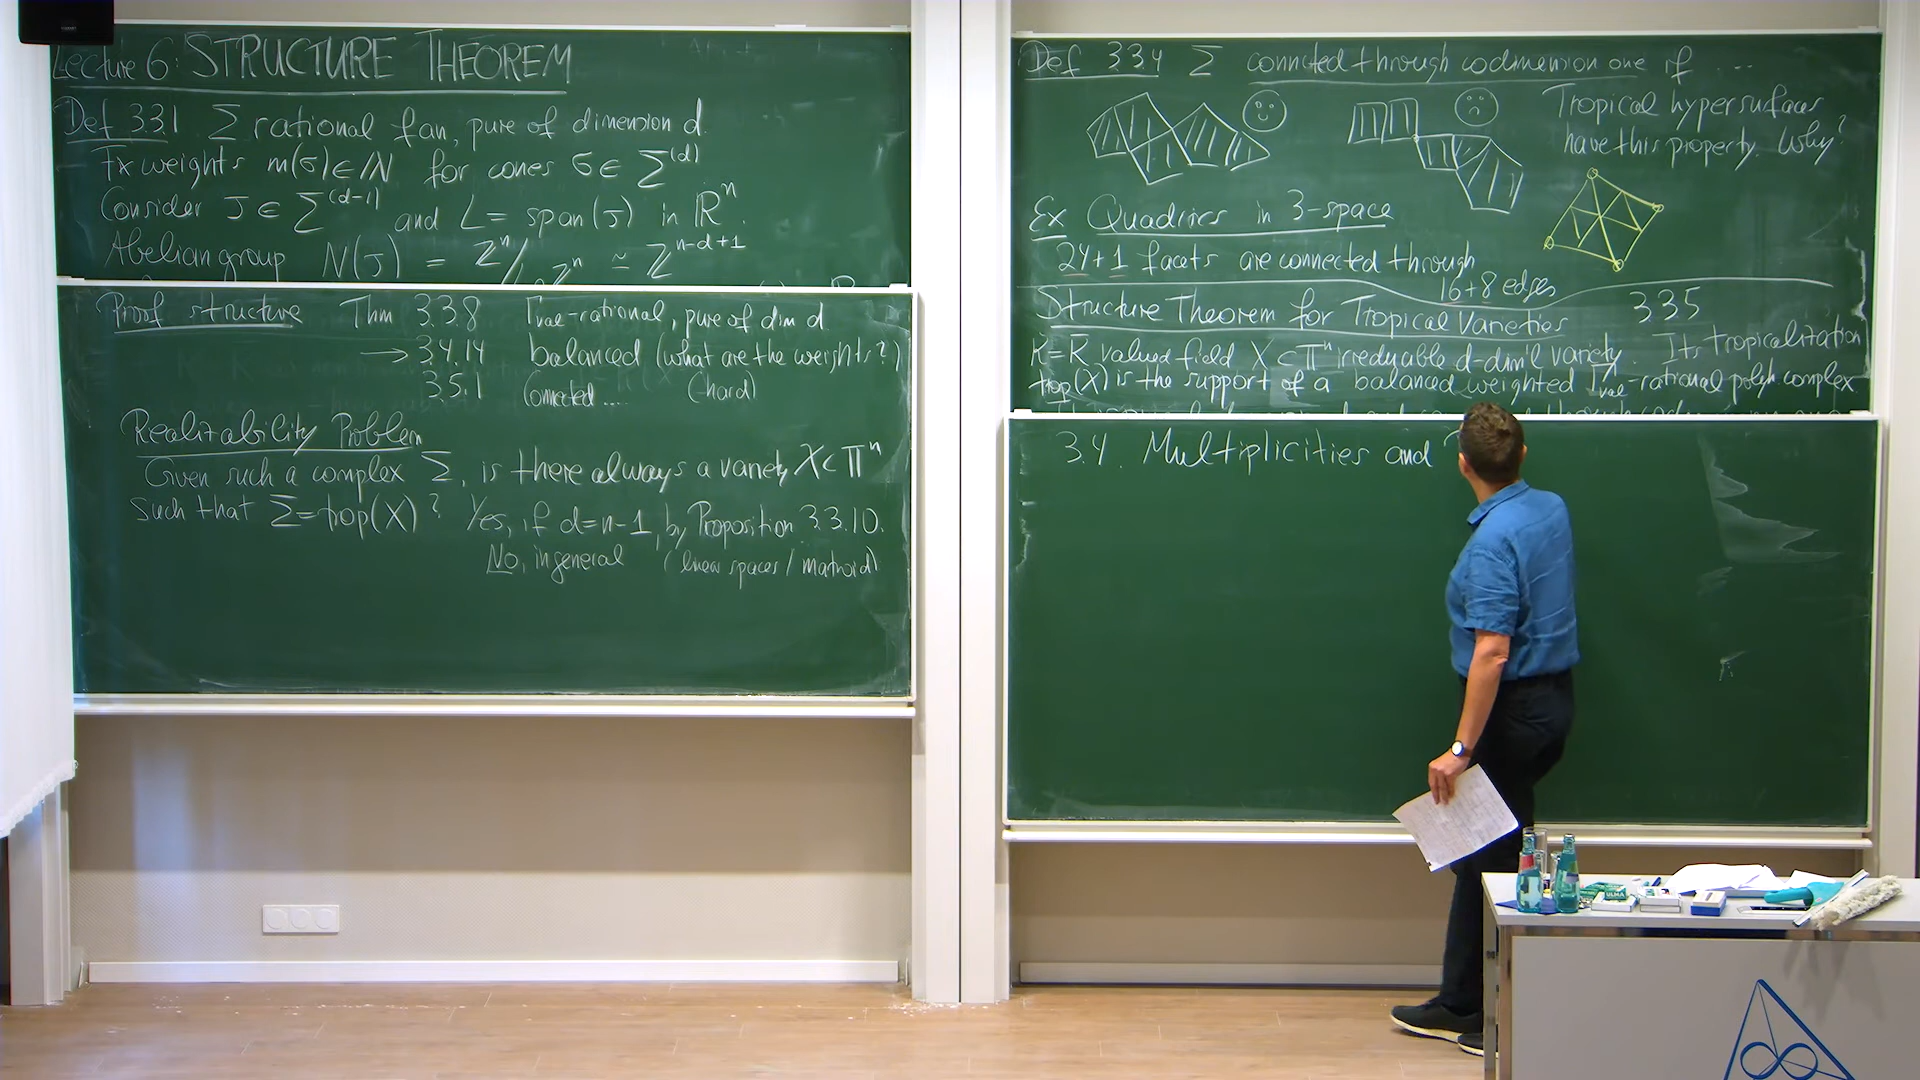 Lecture 6: STRUCTURE THEOREM
Def 3.3.1 Σ rational fan, pure of dimension d.
Fix weights m(σ) ∈ ℕ for cones σ ∈ Σ^(d)
Consider τ ∈ Σ^(d-1) and L = span(τ) in ℝ^n.
Abelian group N(τ) = ℤ^n/L∩ℤ^n ≃ ℤ^(n-d+1)
Proof structure Thm 3.3.8 Γ_val-rational, pure of dim d
→ 3.4.14 balanced (what are the weights?)
3.5.1 Connected .... (hard)
Realizability Problem
Given such a complex Σ, is there always a variety X ⊂ 𝕋^n
such that Σ = trop(X)? Yes, if d=n-1, by Proposition 3.3.10.
No, in general (linear spaces / matroid)
Def 3.3.4 Σ connected through codimension one if ...
Tropical hypersurfaces
have this property. Why?
Ex Quadrics in 3-space
24+1 facets are connected through
16+8 edges
Structure Theorem for Tropical Varieties 3.3.5
K=K̄ valued field X ⊂ 𝕋^n irreducible d-dim'l variety. Its tropicalization
trop(X) is the support of a balanced weighted Γ_val-rational polyh complex
3.4. Multiplicities and
ULMA